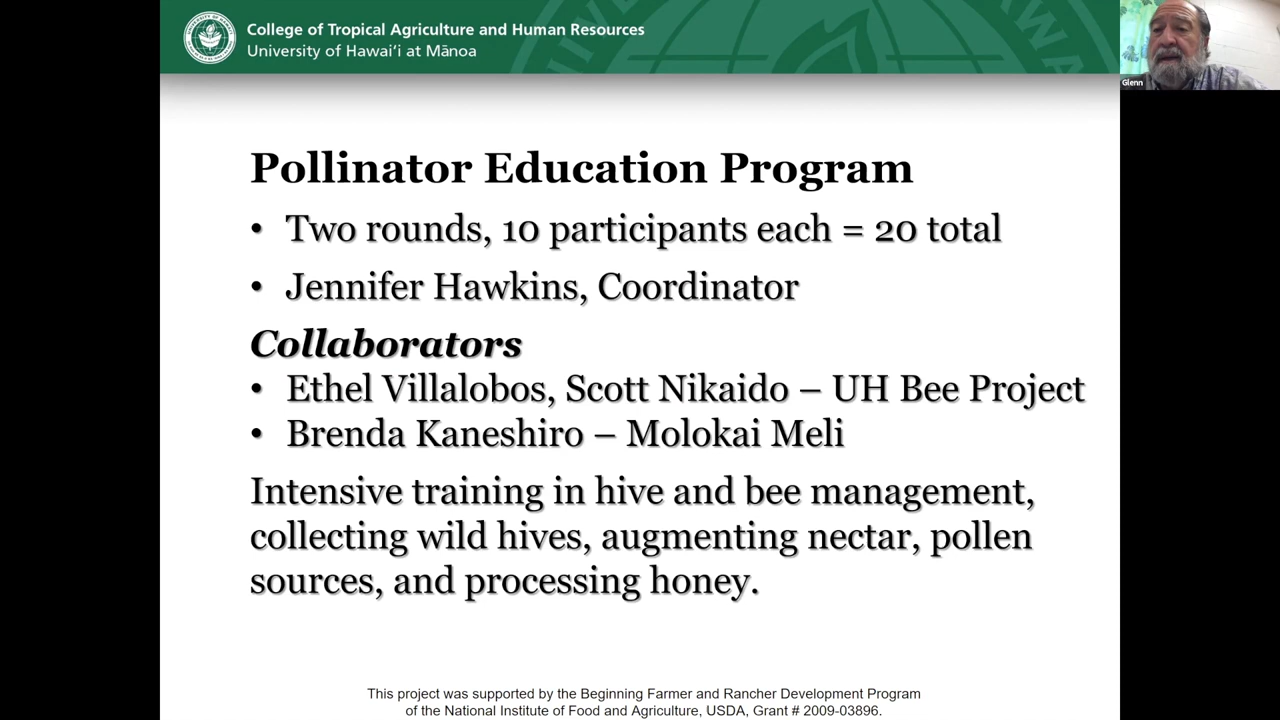 College of Tropical Agriculture and Human Resources
University of Hawaiʻi at Mānoa
Glenn
Pollinator Education Program
• Two rounds, 10 participants each = 20 total
• Jennifer Hawkins, Coordinator
Collaborators
• Ethel Villalobos, Scott Nikaido – UH Bee Project
• Brenda Kaneshiro – Molokai Meli
Intensive training in hive and bee management,
collecting wild hives, augmenting nectar, pollen
sources, and processing honey.
This project was supported by the Beginning Farmer and Rancher Development Program
of the National Institute of Food and Agriculture, USDA, Grant # 2009-03896.